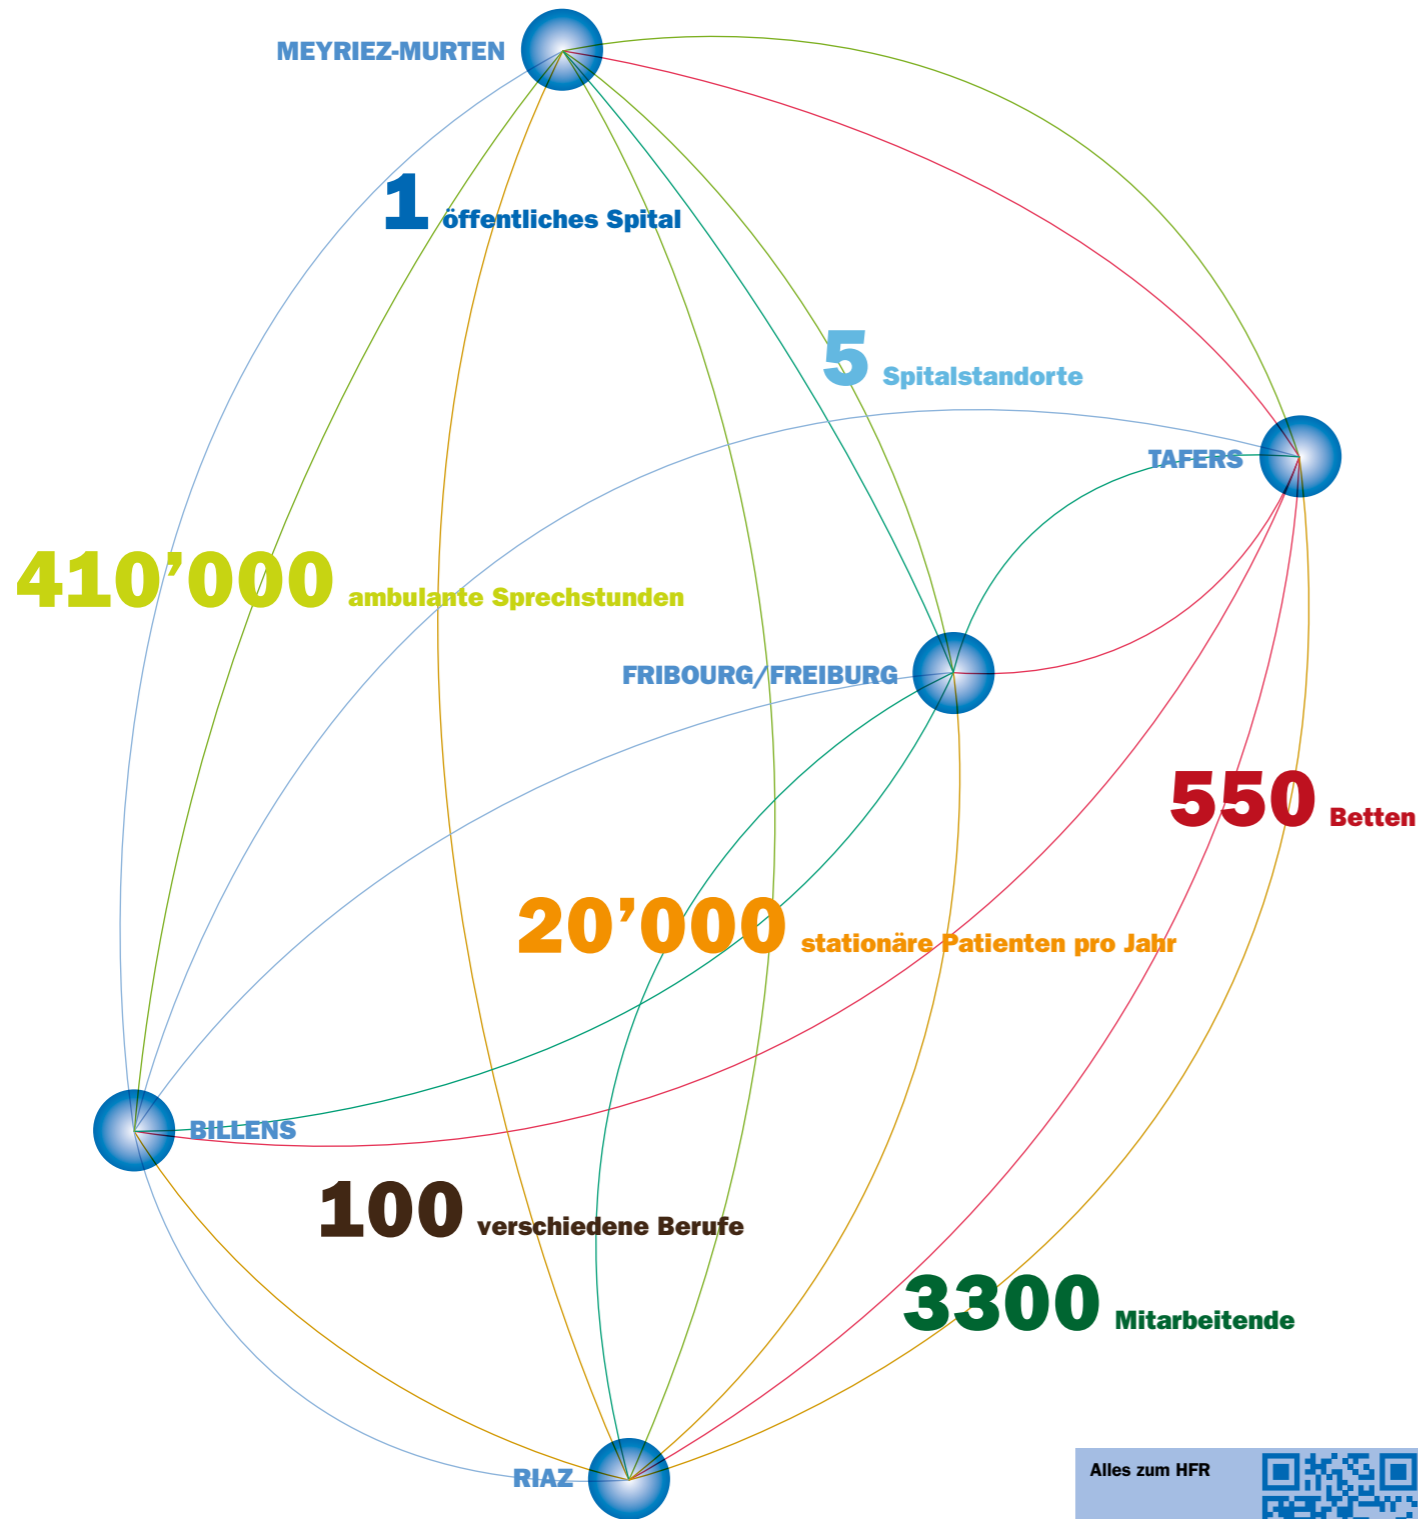 MEYRIEZ-MURTEN
1 öffentliches Spital
5 Spitalstandorte
TAFERS
410’000 ambulante Sprechstunden
FRIBOURG/FREIBURG
550 Betten
20’000 stationäre Patienten pro Jahr
BILLENS
100 verschiedene Berufe
3300 Mitarbeitende
RIAZ
Alles zum HFR